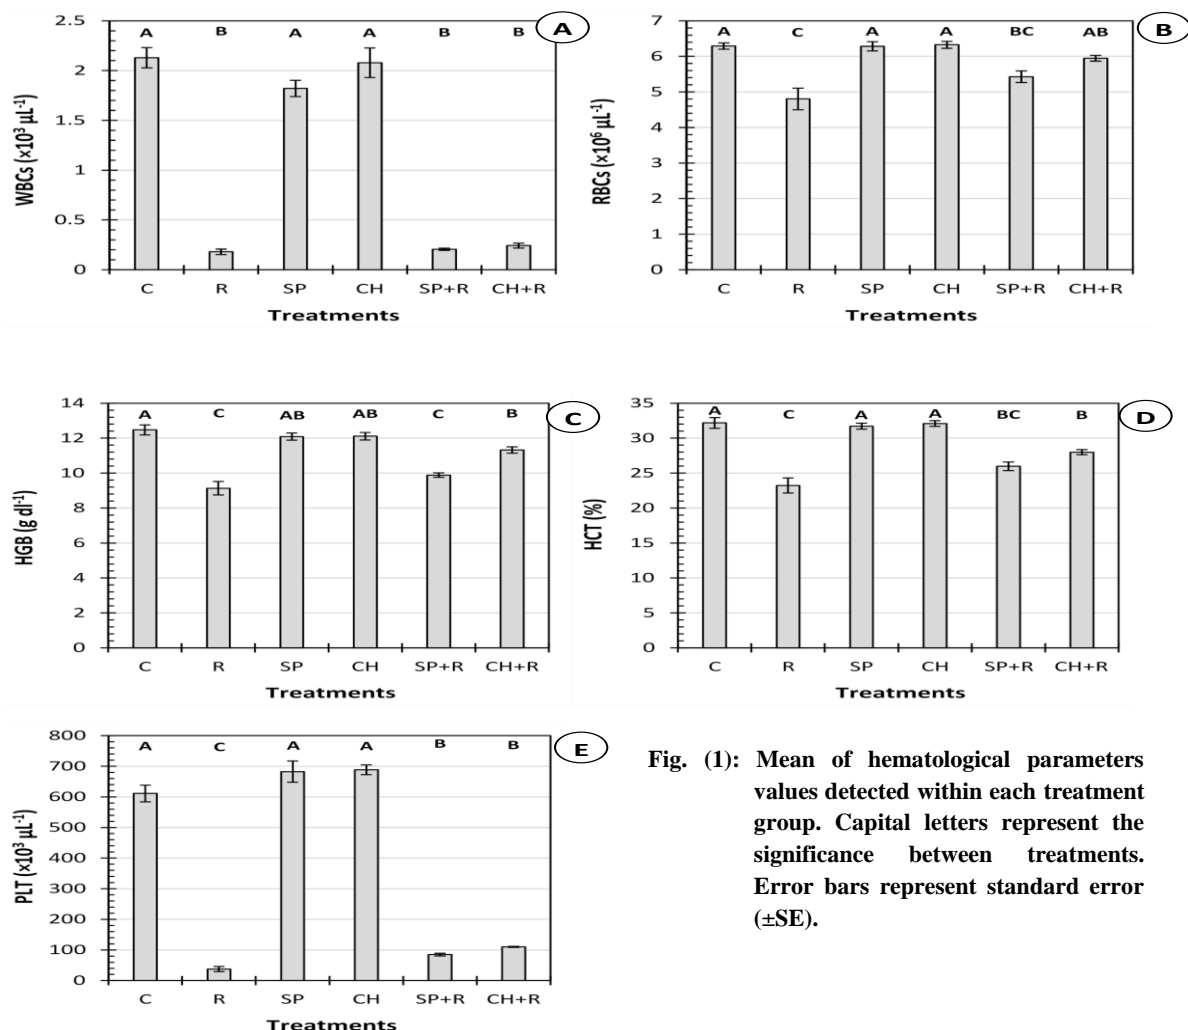 A B A A B B
A
2.5
2
1.5
1
0.5
0
WBCs (×10³ µL⁻¹)
C R SP CH SP+R CH+R
Treatments
A C A A BC AB
B
7
6
5
4
3
2
1
0
RBCs (×10⁶ µL⁻¹)
C R SP CH SP+R CH+R
Treatments
A C AB AB C B
C
14
12
10
8
6
4
2
0
HGB (g dl⁻¹)
C R SP CH SP+R CH+R
Treatments
A C A A BC B
D
35
30
25
20
15
10
5
0
HCT (%)
C R SP CH SP+R CH+R
Treatments
A C A A B B
E
800
700
600
500
400
300
200
100
0
PLT (×10³ µL⁻¹)
C R SP CH SP+R CH+R
Treatments
Fig. (1): Mean of hematological parameters
values detected within each treatment
group. Capital letters represent the
significance between treatments.
Error bars represent standard error
(±SE).